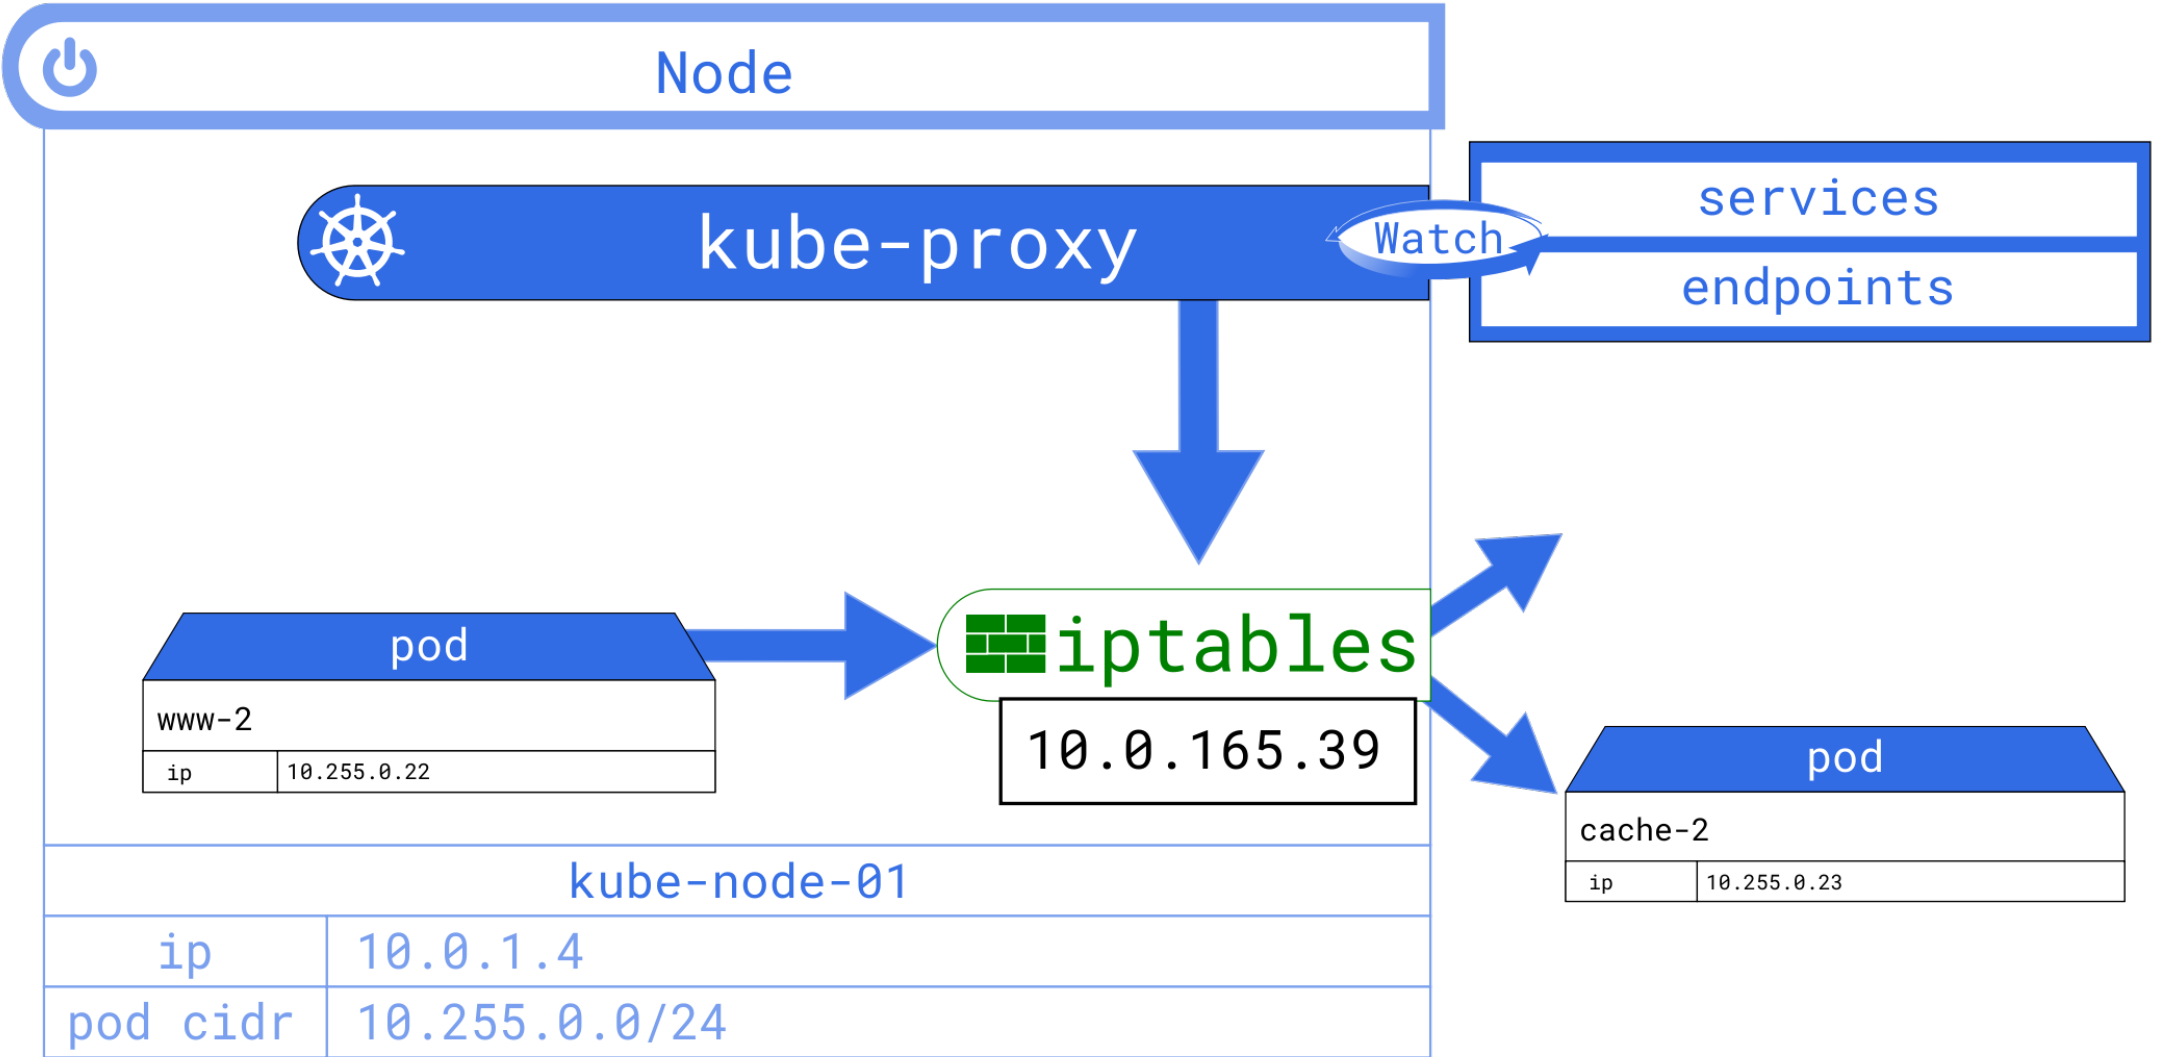 Node
kube-proxy
Watch
services
endpoints
iptables
10.0.165.39
pod
www-2
ip 10.255.0.22
pod
cache-2
ip 10.255.0.23
kube-node-01
ip 10.0.1.4
pod cidr 10.255.0.0/24